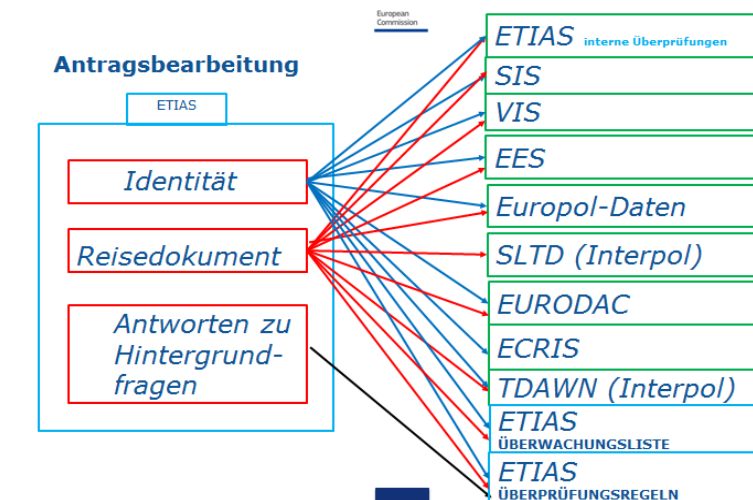 European
Commission
Antragsbearbeitung
ETIAS
Identität
Reisedokument
Antworten zu
Hintergrund-
fragen
ETIAS interne Überprüfungen
SIS
VIS
EES
Europol-Daten
SLTD (Interpol)
EURODAC
ECRIS
TDAWN (Interpol)
ETIAS
ÜBERWACHUNGSLISTE
ETIAS
ÜBERPRÜFUNGSREGELN